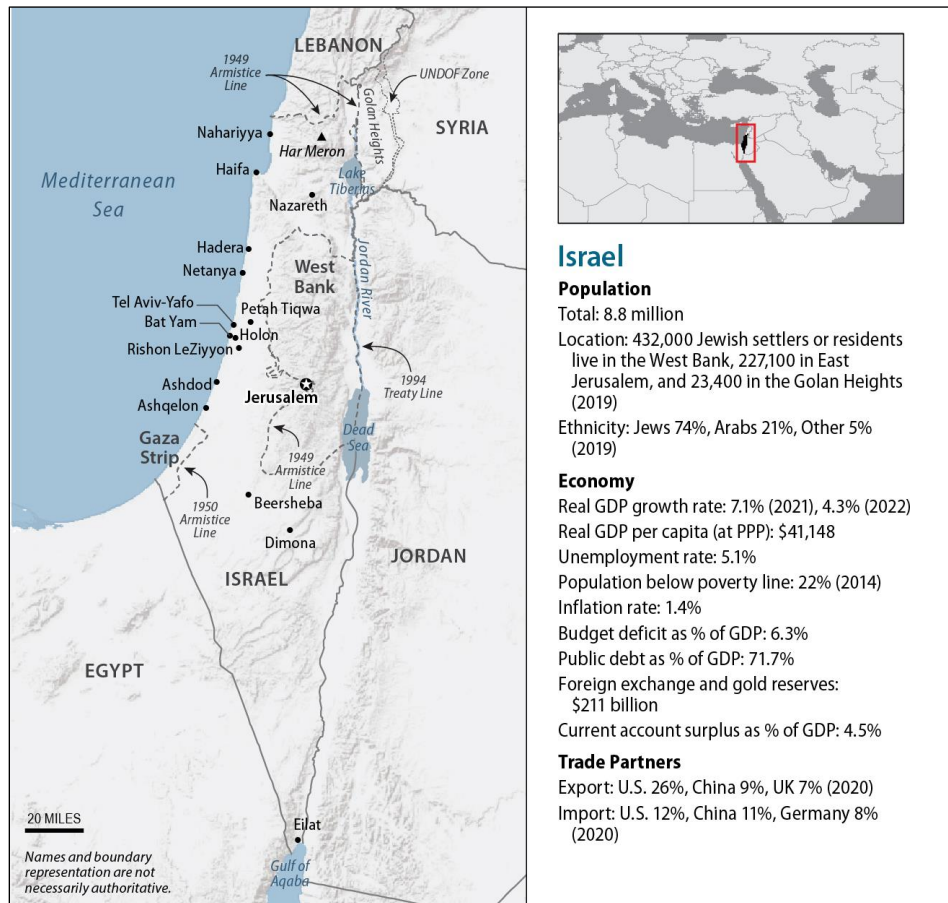 LEBANON
1949
Armistice
Line
UNDOF Zone
Golan Heights
SYRIA
Nahariyya
Har Meron
Haifa
Lake
Tiberias
Mediterranean
Sea
Nazareth
Hadera
West
Bank
Jordan River
Netanya
Tel Aviv-Yafo
Petah Tiqwa
Bat Yam
Holon
Rishon LeZiyyon
1994
Treaty Line
Ashdod
Jerusalem
Ashqelon
Gaza
Strip
Dead
Sea
1949
Armistice
Line
1950
Armistice
Line
Beersheba
Dimona
JORDAN
ISRAEL
EGYPT
20 MILES
Eilat
Names and boundary
representation are not
necessarily authoritative.
Gulf of
Aqaba
Israel
Population
Total: 8.8 million
Location: 432,000 Jewish settlers or residents
live in the West Bank, 227,100 in East
Jerusalem, and 23,400 in the Golan Heights
(2019)
Ethnicity: Jews 74%, Arabs 21%, Other 5%
(2019)
Economy
Real GDP growth rate: 7.1% (2021), 4.3% (2022)
Real GDP per capita (at PPP): $41,148
Unemployment rate: 5.1%
Population below poverty line: 22% (2014)
Inflation rate: 1.4%
Budget deficit as % of GDP: 6.3%
Public debt as % of GDP: 71.7%
Foreign exchange and gold reserves:
$211 billion
Current account surplus as % of GDP: 4.5%
Trade Partners
Export: U.S. 26%, China 9%, UK 7% (2020)
Import: U.S. 12%, China 11%, Germany 8%
(2020)